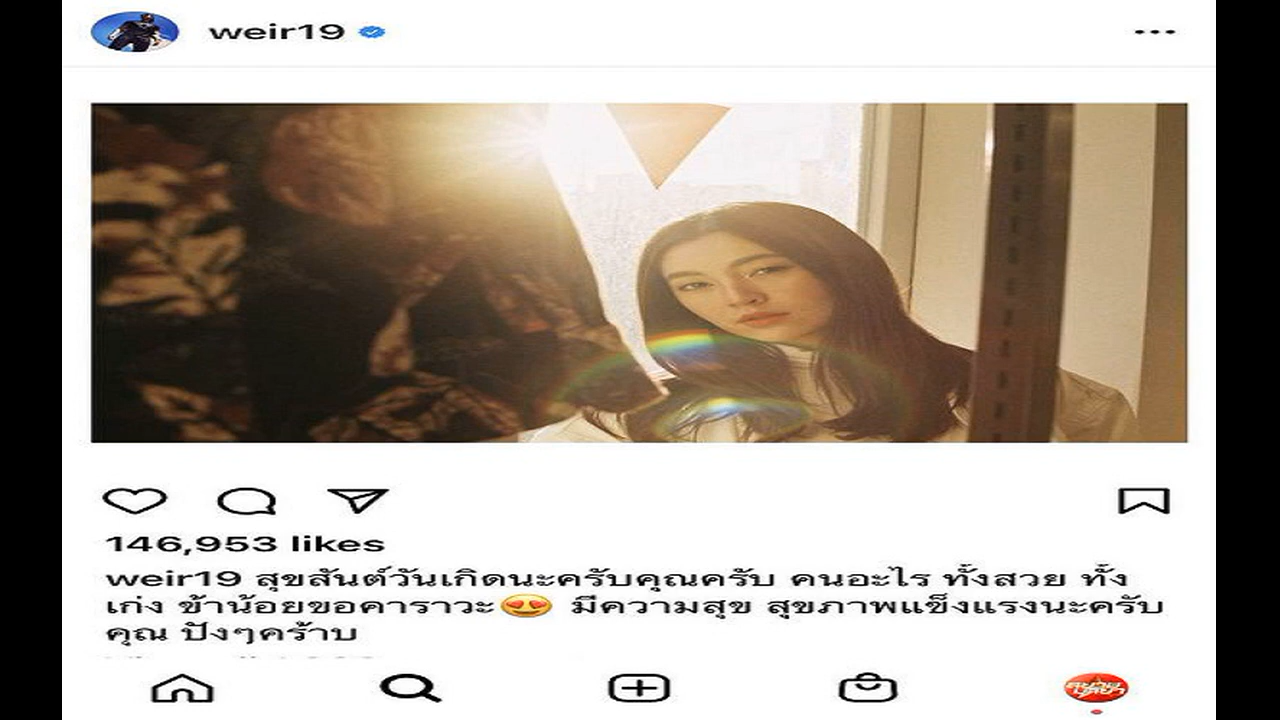 weir19
146,953 likes
weir19 สุขสันต์วันเกิดนะครับคุณครับ คนอะไร ทั้งสวย ทั้ง
เก่ง ข้าน้อยขอคาราวะ😍 มีความสุข สุขภาพแข็งแรงนะครับ
คุณ ปังๆคร้าบ